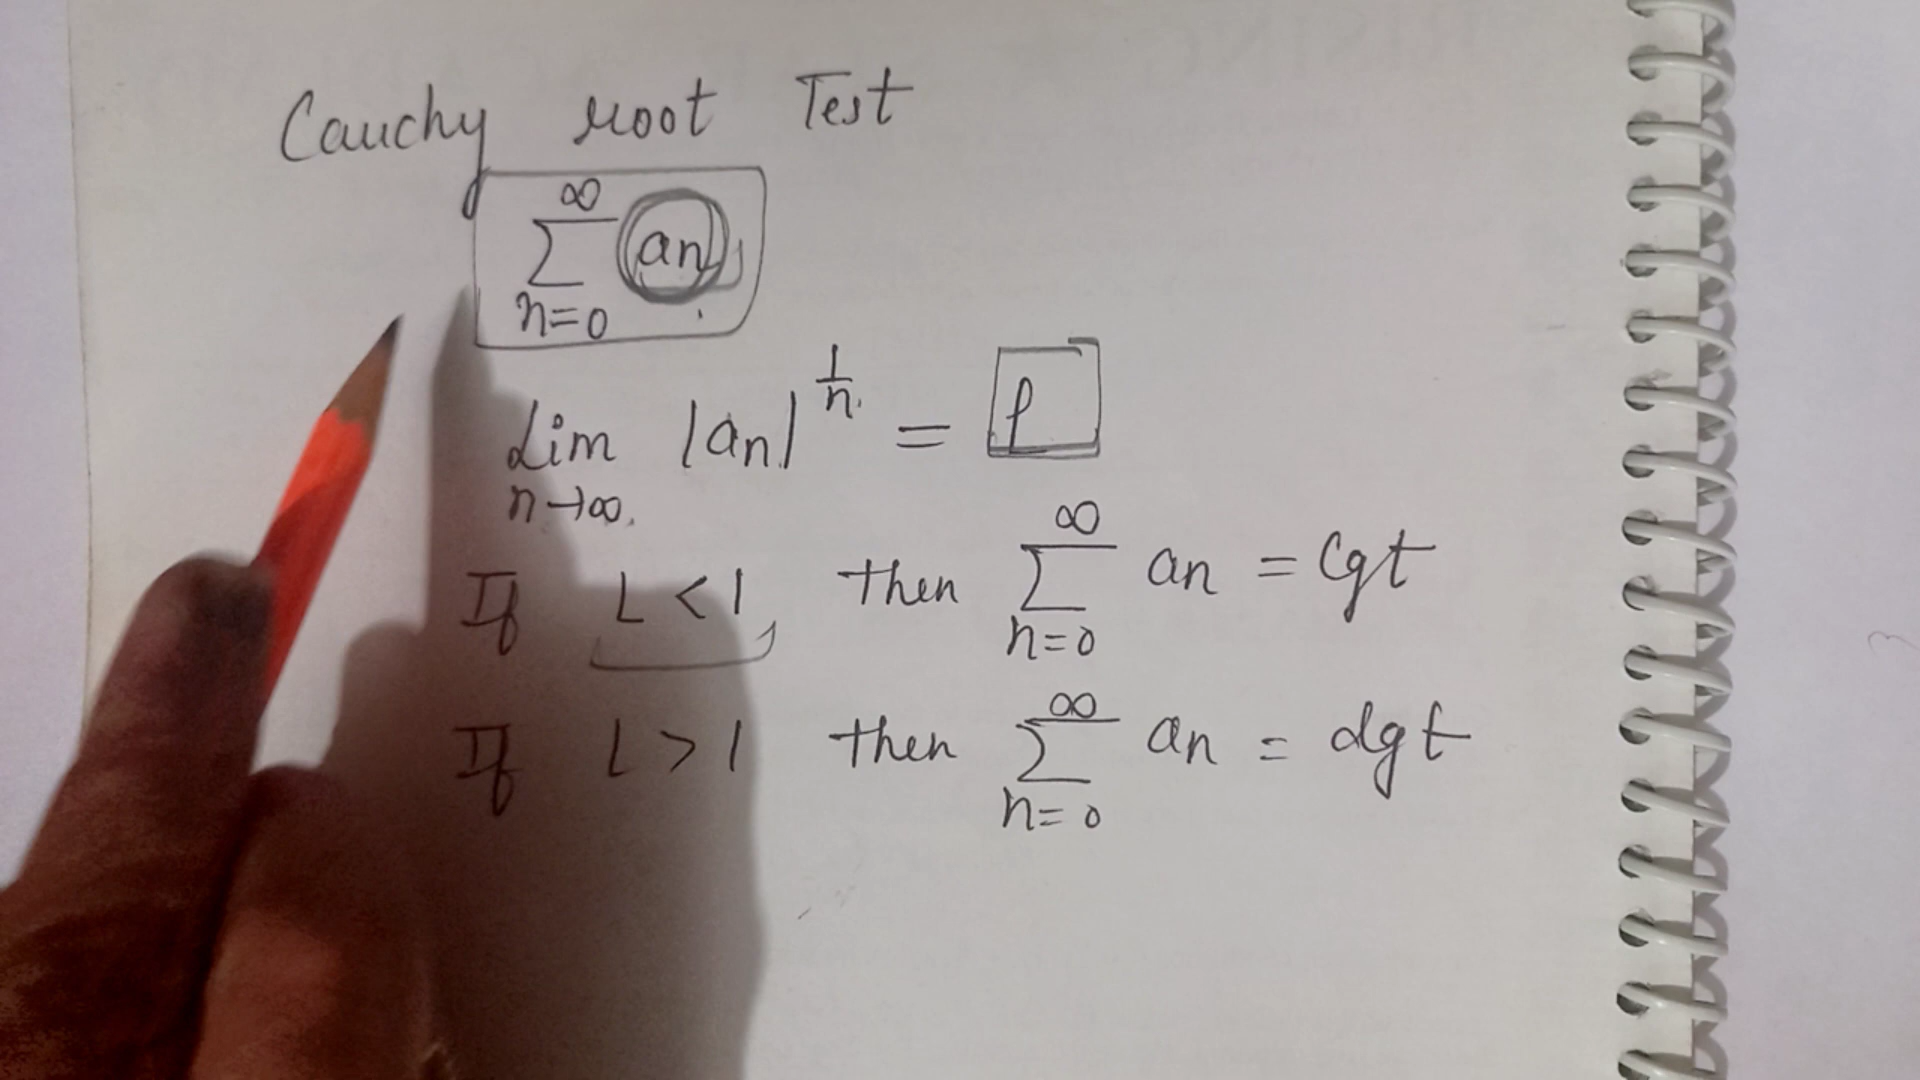 Cauchy root Test
∞
∑ an
n=0
Lim |an|^(1/n) = l
n→∞
If L < 1 then ∑ an = Cgt
∞
n=0
If L > 1 then ∑ an = dgt
∞
n=0